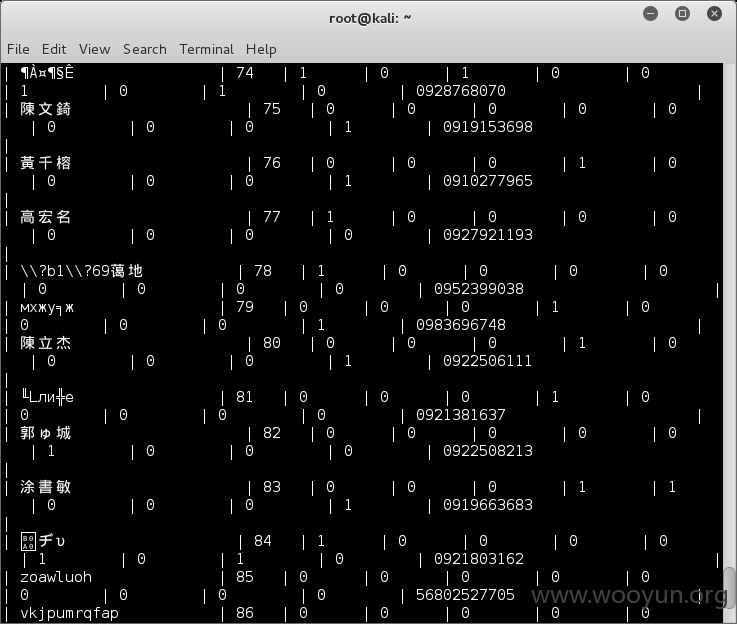 root@kali: ~
File Edit View Search Terminal Help
| ¶À¤¶§Ê | 74 | 1 | 0 | 1 | 0 | 0
| 1 | 0 | 1 | 0 | 0928768070 |
| 陳文錡 | 75 | 0 | 0 | 0 | 0 | 0
| 0 | 0 | 0 | 1 | 0919153698
|
| 黃千榕 | 76 | 0 | 0 | 0 | 1 | 0
| 0 | 0 | 0 | 1 | 0910277965
|
| 高宏名 | 77 | 1 | 0 | 0 | 0 | 0
| 0 | 0 | 0 | 0 | 0927921193
|
| \\?b1\\?69蔼地 | 78 | 1 | 0 | 0 | 0 | 0
| 0 | 0 | 0 | 0 | 0952399038 |
| мхжу╕ж | 79 | 0 | 0 | 0 | 1 | 0
| 0 | 0 | 0 | 1 | 0983696748 |
| 陳立杰 | 80 | 0 | 0 | 0 | 1 | 0
| 0 | 0 | 0 | 1 | 0922506111
|
| ╙Lли╬е | 81 | 0 | 0 | 0 | 1 | 0
| 0 | 0 | 0 | 0 | 0921381637 |
| 郭ゅ城 | 82 | 0 | 0 | 0 | 0 | 0
| 1 | 0 | 0 | 0 | 0922508213
|
| 涂書敏 | 83 | 0 | 0 | 0 | 1 | 1
| 0 | 0 | 0 | 1 | 0919663683
|
| ヂυ | 84 | 1 | 0 | 0 | 0 | 0
| 1 | 0 | 1 | 0 | 0921803162 |
| zoawluoh | 85 | 0 | 0 | 0 | 0 | 0
| 0 | 0 | 0 | 0 | 56802527705
| vkjpumrqfap | 86 | 0 | 0 | 0 | 0 | 0
www.wooyun.org